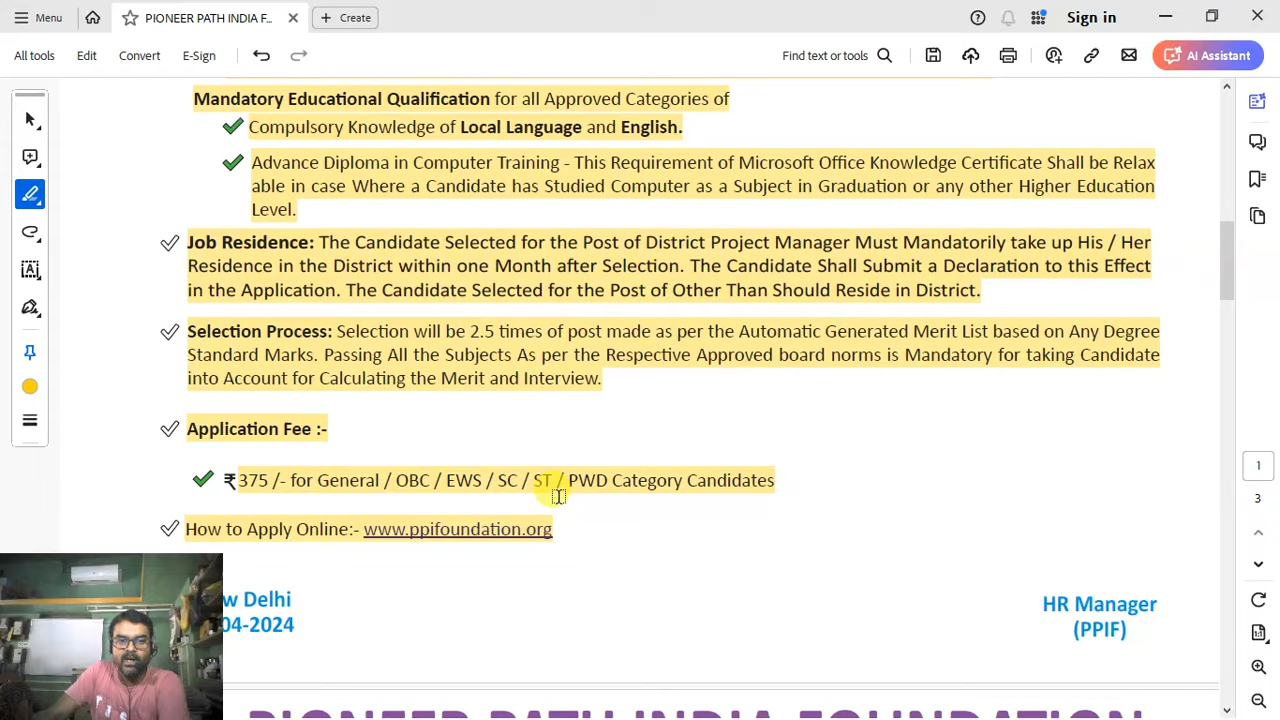 Menu
PIONEER PATH INDIA F...
Create
Sign in
All tools
Edit
Convert
E-Sign
Find text or tools
AI Assistant
Mandatory Educational Qualification for all Approved Categories of
Compulsory Knowledge of Local Language and English.
Advance Diploma in Computer Training - This Requirement of Microsoft Office Knowledge Certificate Shall be Relax
able in case Where a Candidate has Studied Computer as a Subject in Graduation or any other Higher Education
Level.
Job Residence: The Candidate Selected for the Post of District Project Manager Must Mandatorily take up His / Her
Residence in the District within one Month after Selection. The Candidate Shall Submit a Declaration to this Effect
in the Application. The Candidate Selected for the Post of Other Than Should Reside in District.
Selection Process: Selection will be 2.5 times of post made as per the Automatic Generated Merit List based on Any Degree
Standard Marks. Passing All the Subjects As per the Respective Approved board norms is Mandatory for taking Candidate
into Account for Calculating the Merit and Interview.
Application Fee :-
₹ 375 /- for General / OBC / EWS / SC / ST / PWD Category Candidates
How to Apply Online:- www.ppifoundation.org
w Delhi
04-2024
HR Manager
(PPIF)
1
3
PIONEER PATH INDIA FOUNDATION